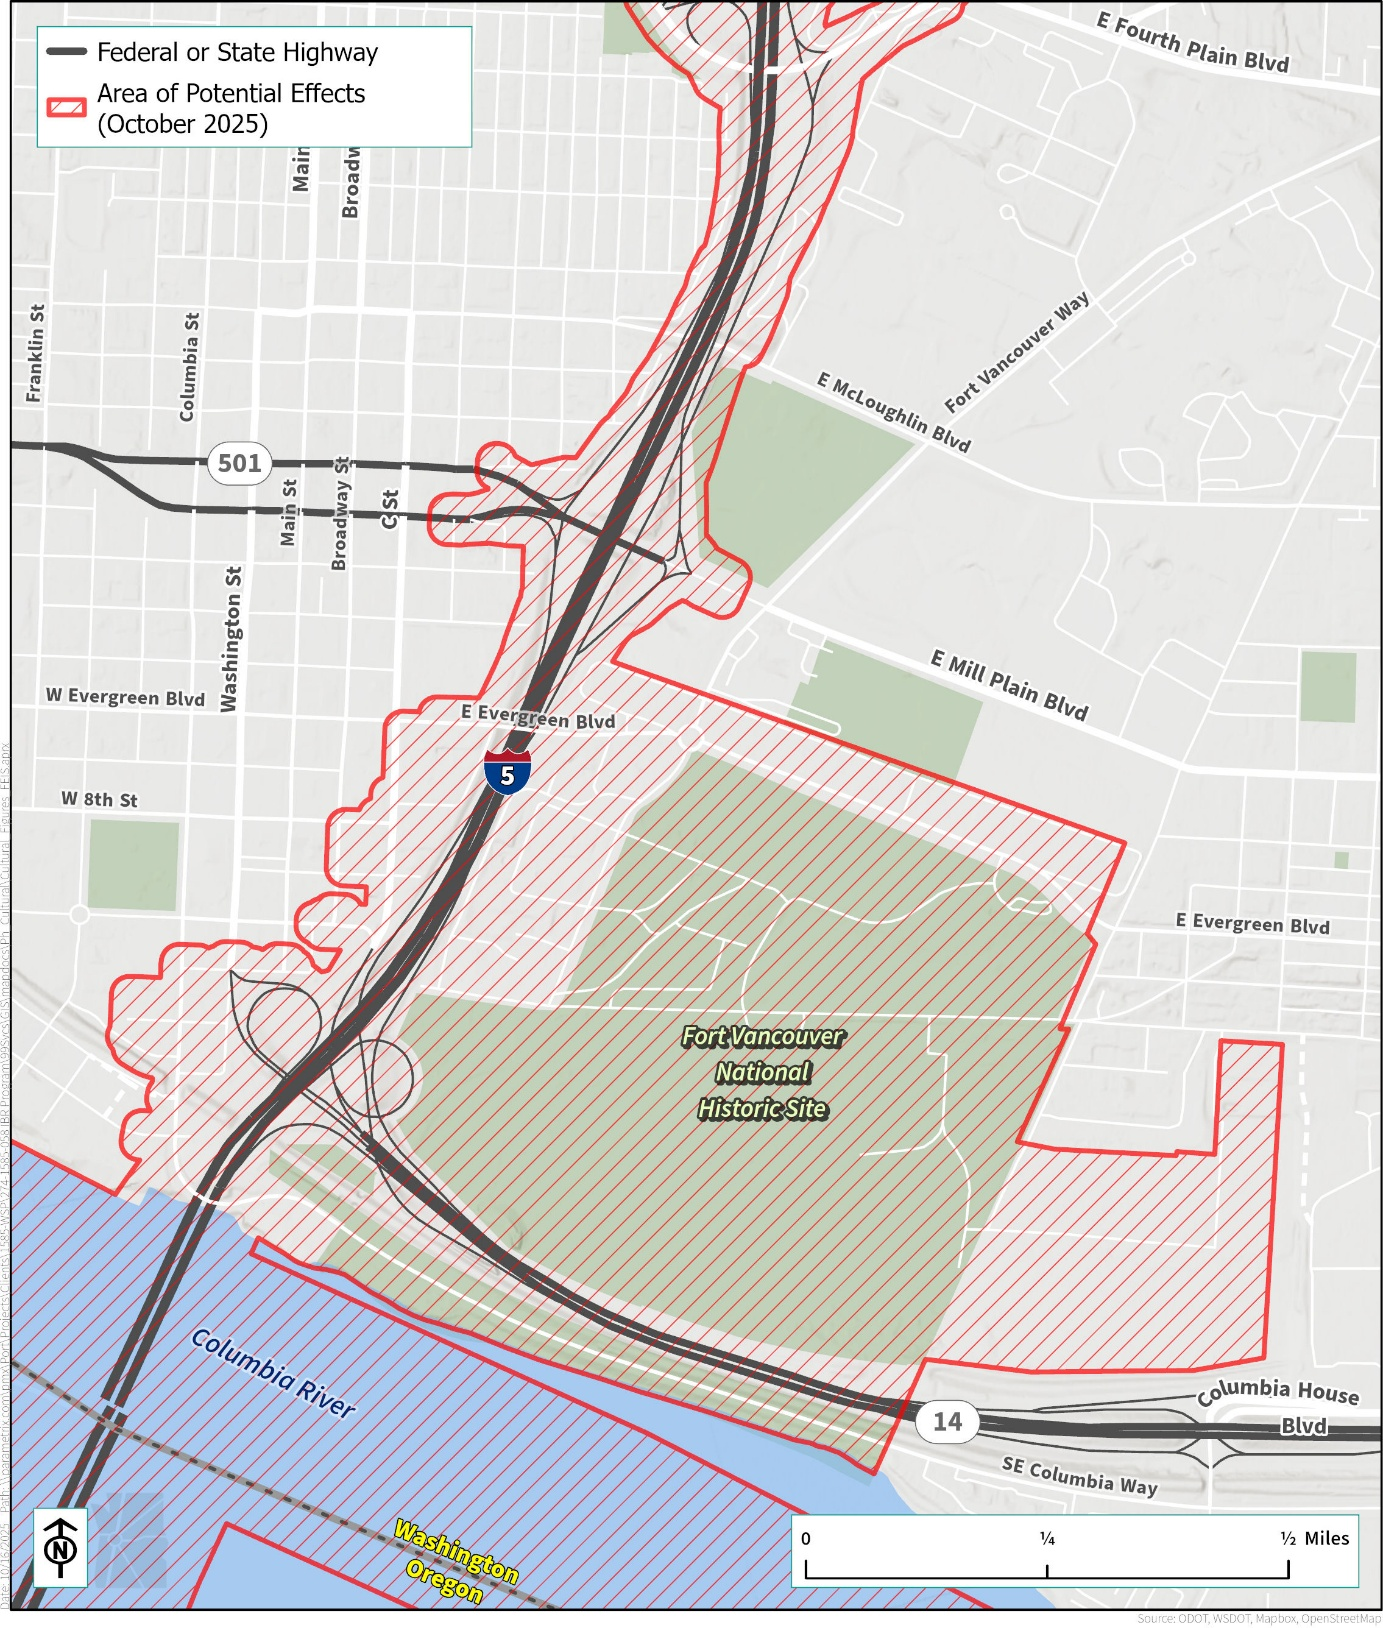 Federal or State Highway
Area of Potential Effects
(October 2025)
E Fourth Plain Blvd
Main
Broadw
Franklin St
Columbia St
Fort Vancouver Way
E McLoughlin Blvd
501
Main St
Broadway St
C St
Washington St
W Evergreen Blvd
E Evergreen Blvd
E Mill Plain Blvd
5
W 8th St
E Evergreen Blvd
Fort Vancouver
National
Historic Site
Columbia River
14
Columbia House
Blvd
SE Columbia Way
Washington
Oregon
N
0 ¼ ½ Miles
Source: ODOT, WSDOT, Mapbox, OpenStreetMap